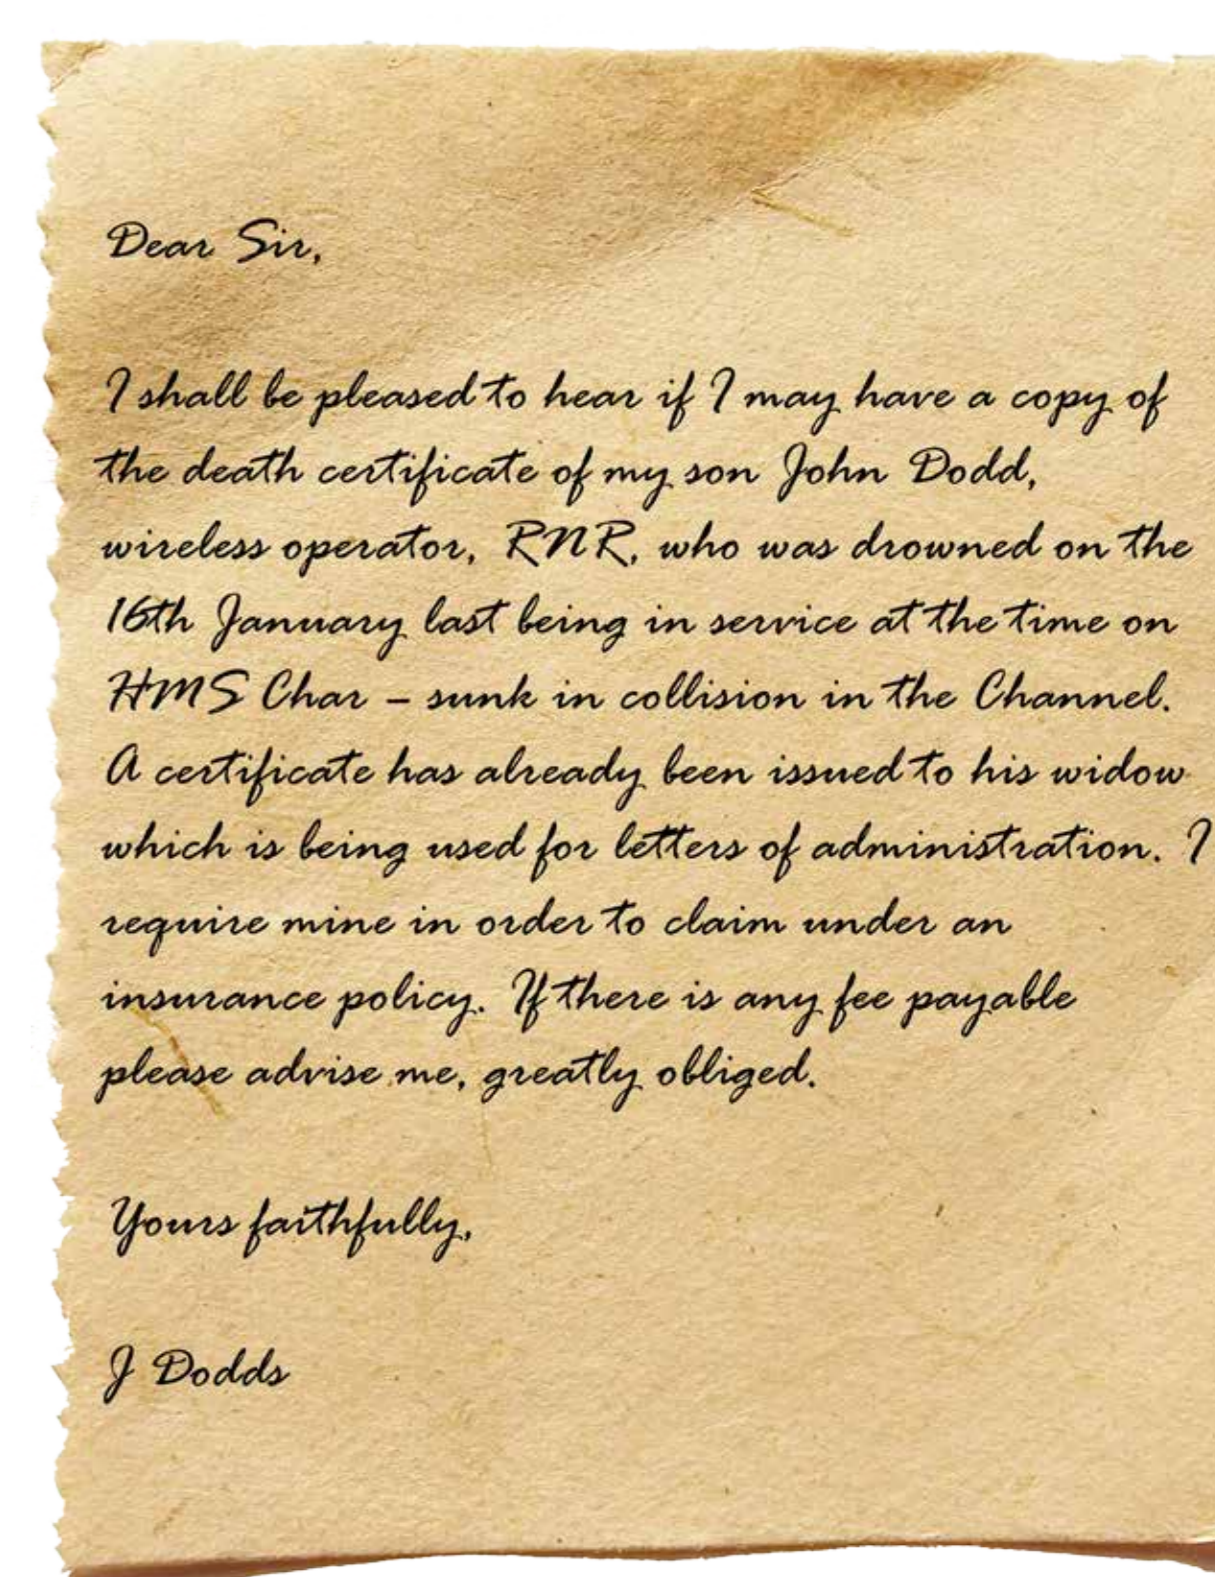 Dear Sir,
I shall be pleased to hear if I may have a copy of
the death certificate of my son John Dodd,
wireless operator, RNR, who was drowned on the
16th January last being in service at the time on
HMS Char – sunk in collision in the Channel.
A certificate has already been issued to his widow
which is being used for letters of administration. I
require mine in order to claim under an
insurance policy. If there is any fee payable
please advise me, greatly obliged.
Yours faithfully,
J Dodds